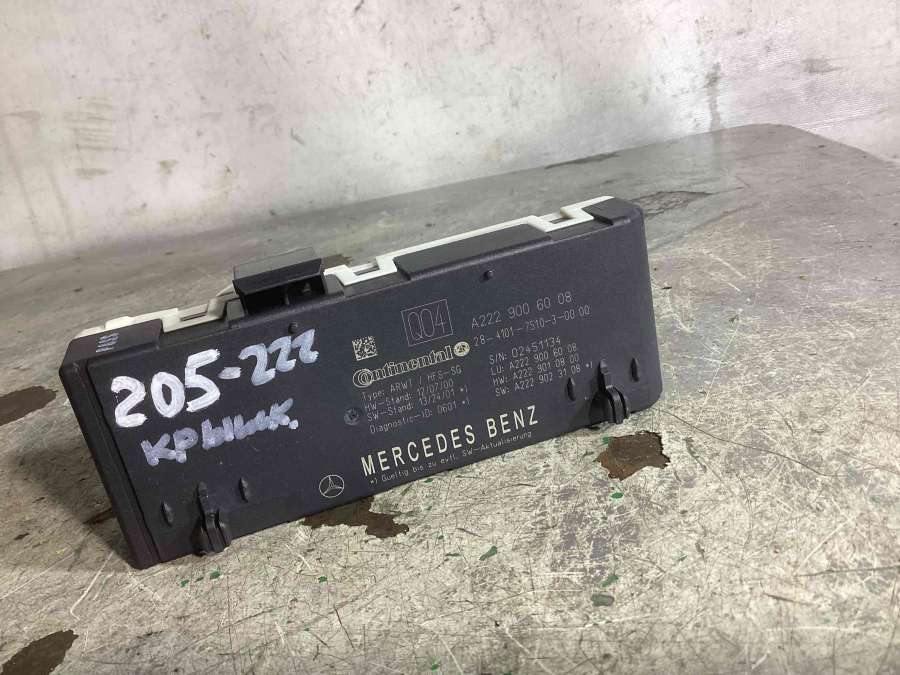 Q04
A222 900 60 08
28-4101-7510-3-00 00
Continental
S/N: 02451134
LU: A222 900 60 08
HW: A222 901 08 00
SW: A222 902 31 08 *)
Type: ARW1 / HFS-SG
HW-Stand: 12/07/00
SW-Stand: 13/24/01 *)
Diagnostic-ID: 0601 *)
MERCEDES BENZ
*) Gueltig bis zu evtl. SW-Aktualisierung
205-222
крышк.